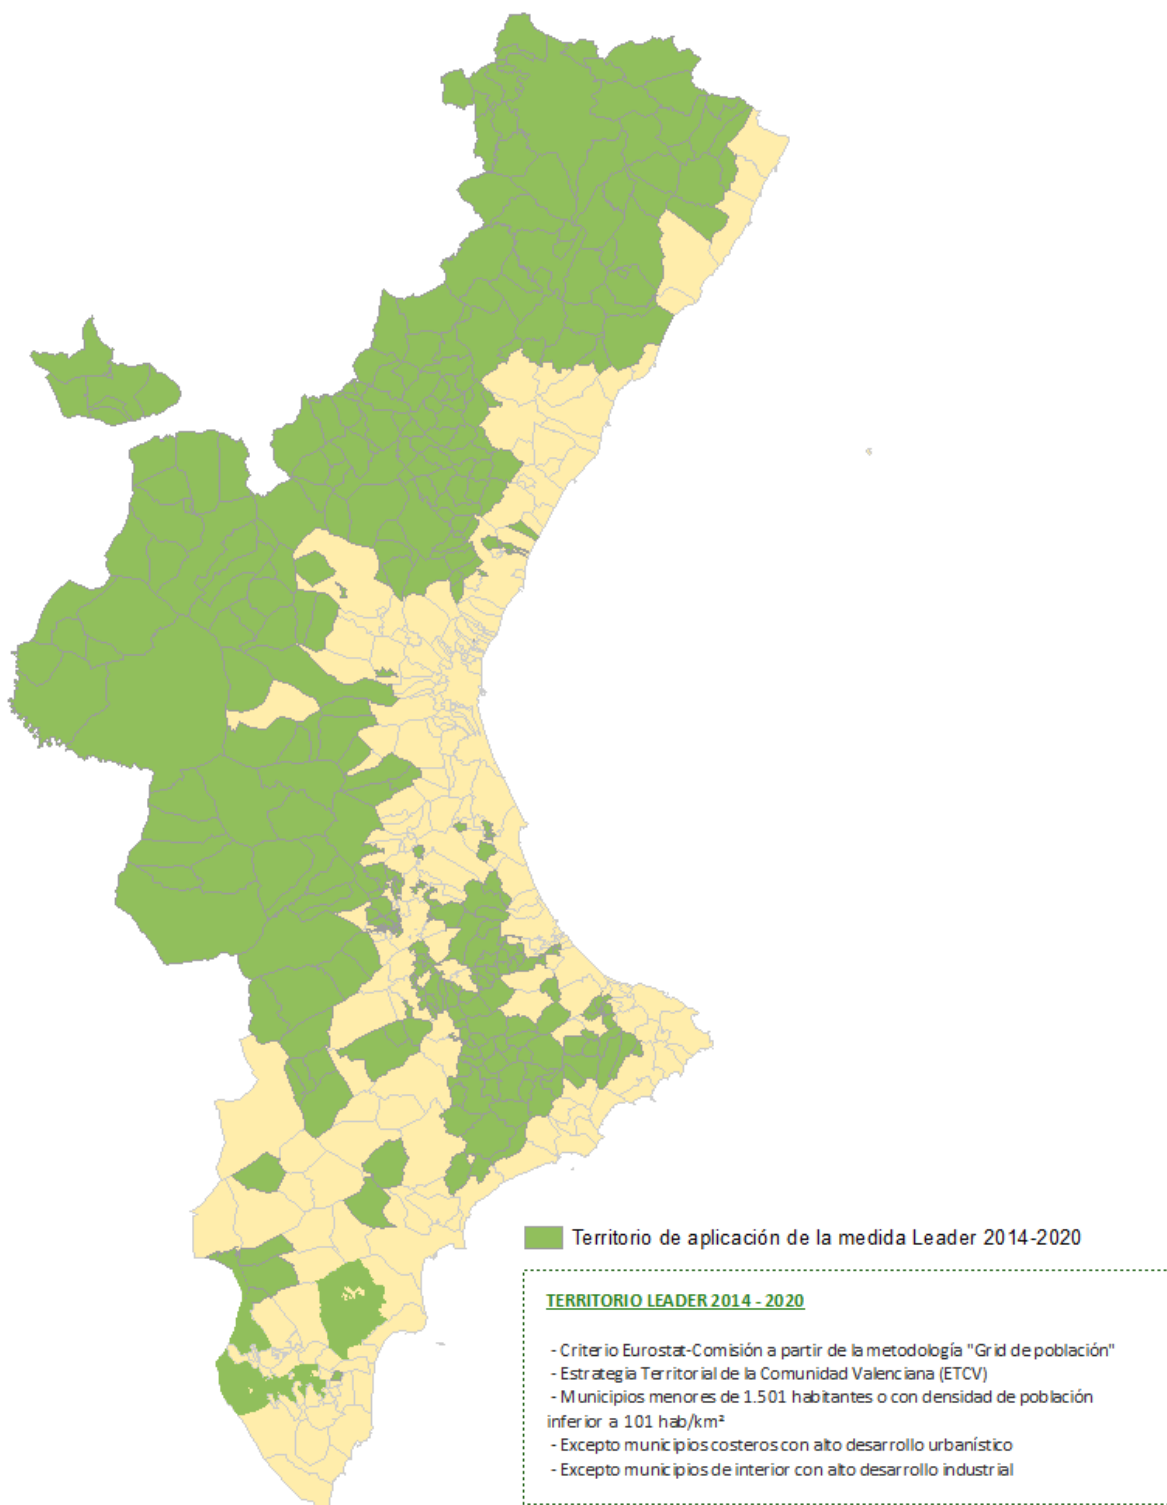 Territorio de aplicación de la medida Leader 2014-2020
TERRITORIO LEADER 2014 - 2020
- Criterio Eurostat-Comisión a partir de la metodología "Grid de población"
- Estrategia Territorial de la Comunidad Valenciana (ETCV)
- Municipios menores de 1.501 habitantes o con densidad de población
inferior a 101 hab/km²
- Excepto municipios costeros con alto desarrollo urbanístico
- Excepto municipios de interior con alto desarrollo industrial